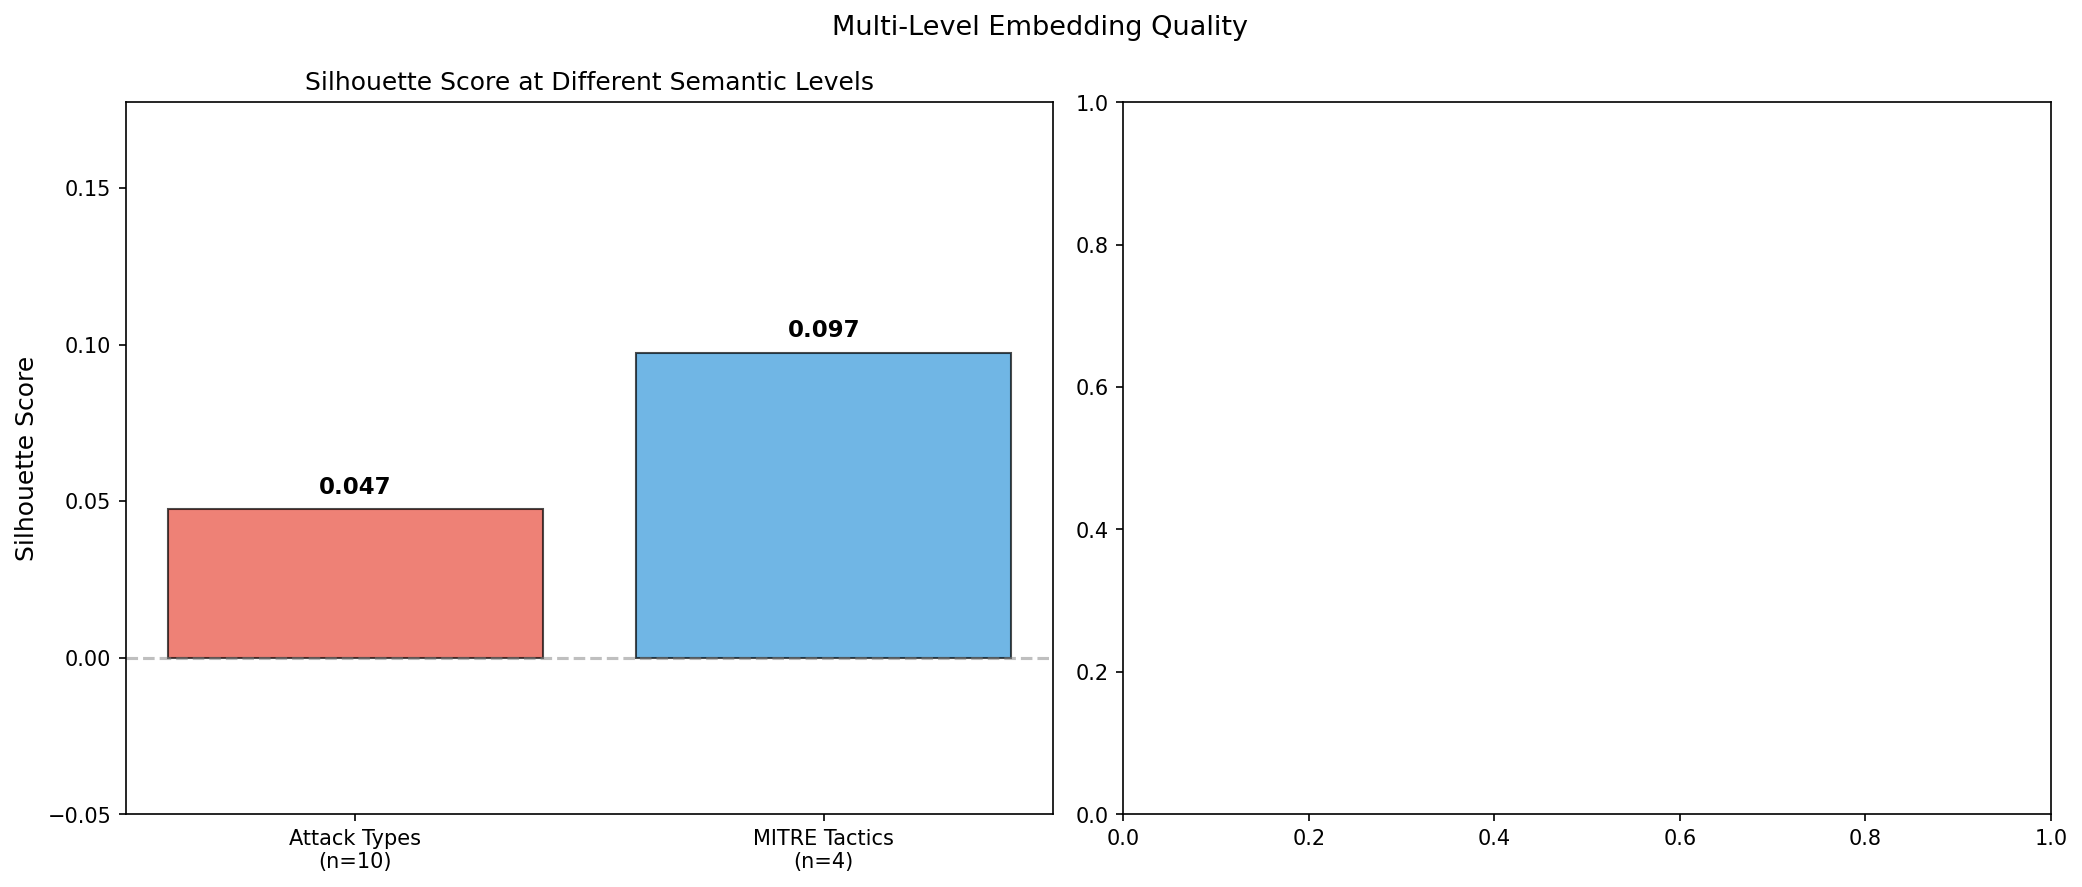 Multi-Level Embedding Quality
Silhouette Score at Different Semantic Levels
Silhouette Score
0.15
0.10
0.05
0.00
−0.05
0.047
0.097
Attack Types
(n=10)
MITRE Tactics
(n=4)
1.0
0.8
0.6
0.4
0.2
0.0
0.0 0.2 0.4 0.6 0.8 1.0